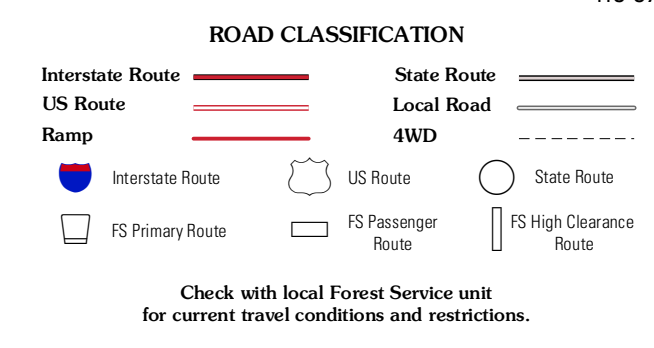 ROAD CLASSIFICATION
Interstate Route
State Route
US Route
Local Road
Ramp
4WD
Interstate Route
US Route
State Route
FS Primary Route
FS Passenger
Route
FS High Clearance
Route
Check with local Forest Service unit
for current travel conditions and restrictions.